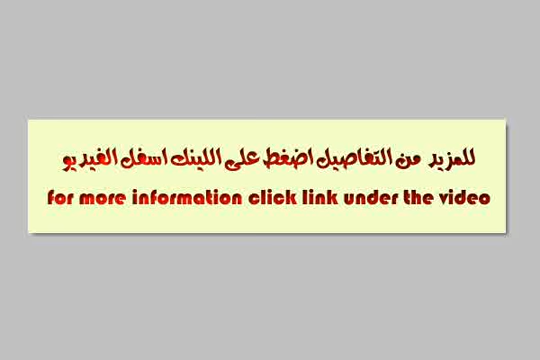 للمزيد من التفاصيل اضغط على اللينك اسفل الفيديو
for more information click link under the video